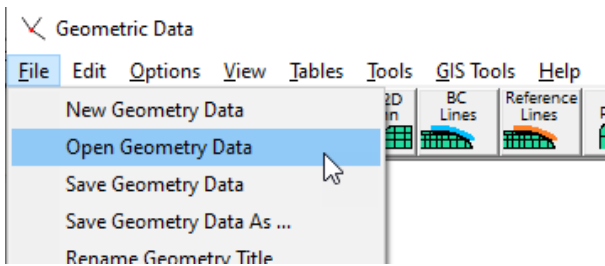 Geometric Data
File Edit Options View Tables Tools GIS Tools Help
New Geometry Data
2D
BC Lines
Reference Lines
Open Geometry Data
Save Geometry Data
Save Geometry Data As ...
Rename Geometry Title